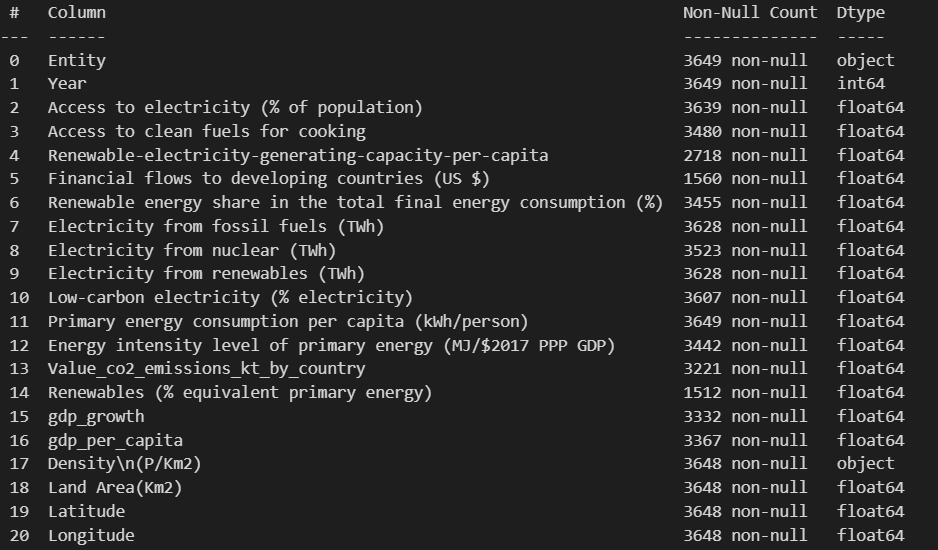 #   Column                                                            Non-Null Count  Dtype
---  ------                                                            --------------  -----
0   Entity                                                            3649 non-null   object
1   Year                                                              3649 non-null   int64
2   Access to electricity (% of population)                           3639 non-null   float64
3   Access to clean fuels for cooking                                 3480 non-null   float64
4   Renewable-electricity-generating-capacity-per-capita              2718 non-null   float64
5   Financial flows to developing countries (US $)                    1560 non-null   float64
6   Renewable energy share in the total final energy consumption (%)  3455 non-null   float64
7   Electricity from fossil fuels (TWh)                               3628 non-null   float64
8   Electricity from nuclear (TWh)                                    3523 non-null   float64
9   Electricity from renewables (TWh)                                 3628 non-null   float64
10  Low-carbon electricity (% electricity)                            3607 non-null   float64
11  Primary energy consumption per capita (kWh/person)                3649 non-null   float64
12  Energy intensity level of primary energy (MJ/$2017 PPP GDP)       3442 non-null   float64
13  Value_co2_emissions_kt_by_country                                 3221 non-null   float64
14  Renewables (% equivalent primary energy)                          1512 non-null   float64
15  gdp_growth                                                        3332 non-null   float64
16  gdp_per_capita                                                    3367 non-null   float64
17  Density\n(P/Km2)                                                  3648 non-null   object
18  Land Area(Km2)                                                    3648 non-null   float64
19  Latitude                                                          3648 non-null   float64
20  Longitude                                                         3648 non-null   float64